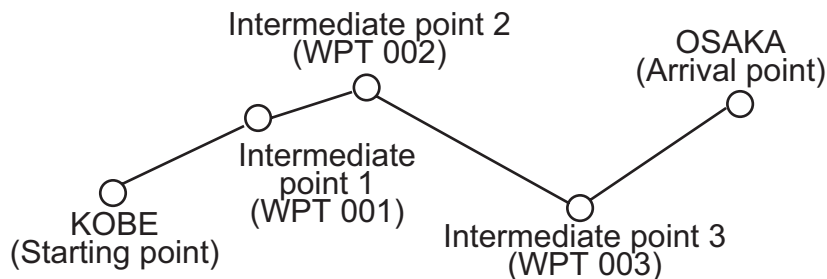 Intermediate point 2
(WPT 002)
OSAKA
(Arrival point)
Intermediate
point 1
(WPT 001)
KOBE
(Starting point)
Intermediate point 3
(WPT 003)